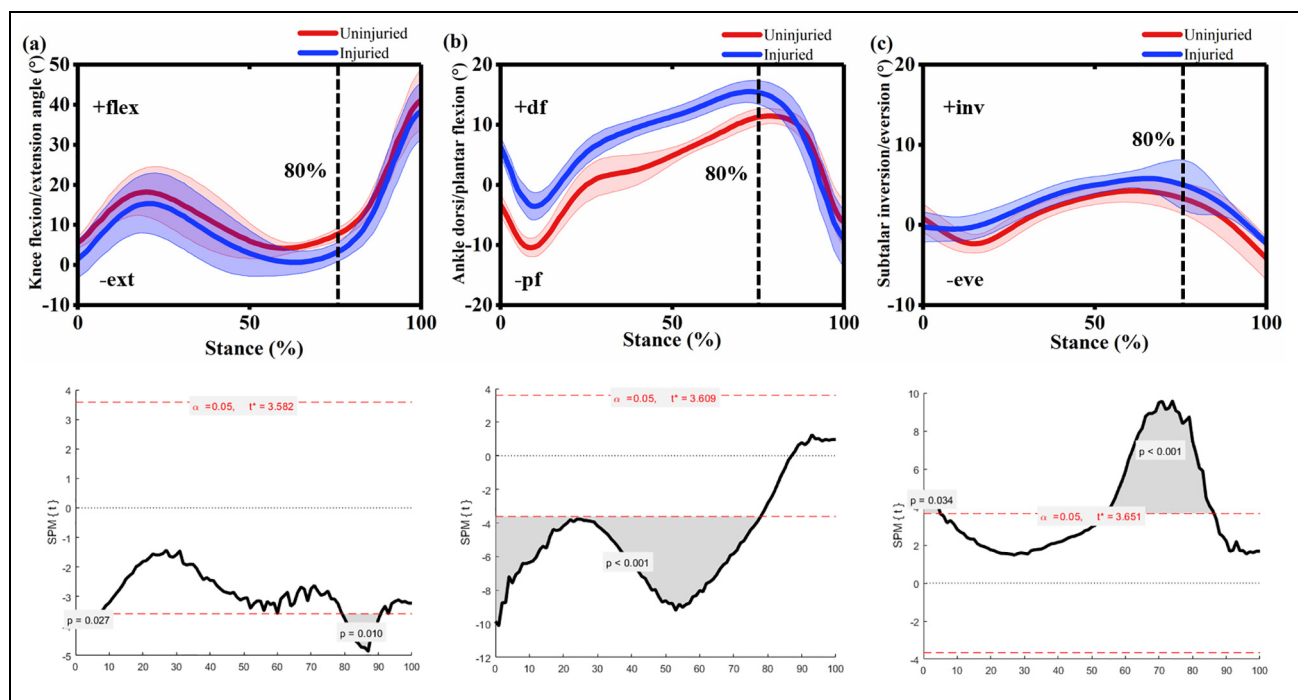 (a)
Uninjuried
Injuried
Knee flexion/extension angle (°)
50
40
30
20
10
0
-10
+flex
80%
-ext
0
50
100
Stance (%)
(b)
Uninjuried
Injuried
Ankle dorsi/plantar flexion (°)
20
10
0
-10
-20
+df
80%
-pf
0
50
100
Stance (%)
(c)
Uninjuried
Injuried
Subtalar inversion/eversion (°)
20
10
0
-10
+inv
80%
-eve
0
50
100
Stance (%)
SPM{t}
4
3
2
1
0
-1
-2
-3
-4
-5
α =0.05, t* = 3.582
p = 0.027
p = 0.010
0 10 20 30 40 50 60 70 80 90 100
SPM{t}
4
2
0
-2
-4
-6
-8
-10
-12
α =0.05, t* = 3.609
p < 0.001
0 10 20 30 40 50 60 70 80 90 100
SPM{t}
10
8
6
4
2
0
-2
-4
p < 0.001
p = 0.034
α =0.05, t* = 3.651
0 10 20 30 40 50 60 70 80 90 100